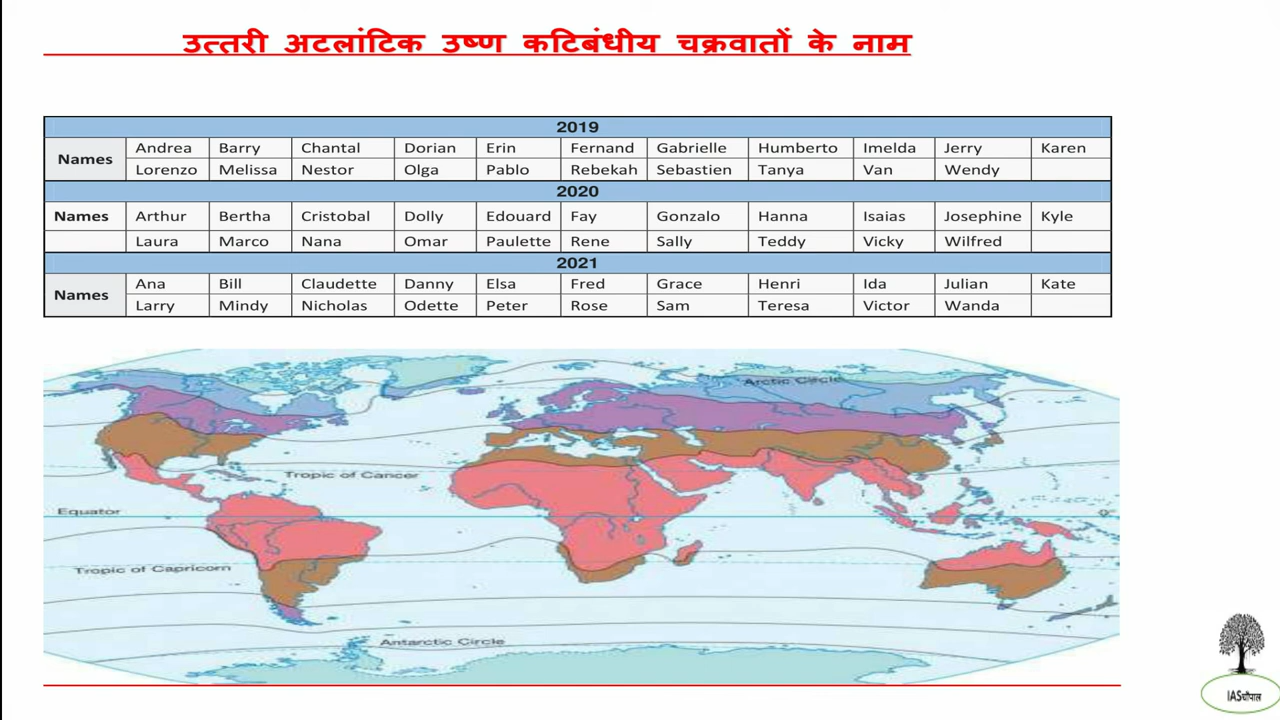 उत्तरी अटलांटिक उष्ण कटिबंधीय चक्रवातों के नाम
2019
Names Andrea Barry Chantal Dorian Erin Fernand Gabrielle Humberto Imelda Jerry Karen
Lorenzo Melissa Nestor Olga Pablo Rebekah Sebastien Tanya Van Wendy
2020
Names Arthur Bertha Cristobal Dolly Edouard Fay Gonzalo Hanna Isaias Josephine Kyle
Laura Marco Nana Omar Paulette Rene Sally Teddy Vicky Wilfred
2021
Names Ana Bill Claudette Danny Elsa Fred Grace Henri Ida Julian Kate
Larry Mindy Nicholas Odette Peter Rose Sam Teresa Victor Wanda
Arctic Circle
Tropic of Cancer
Equator
Tropic of Capricorn
Antarctic Circle
IASचौपाल